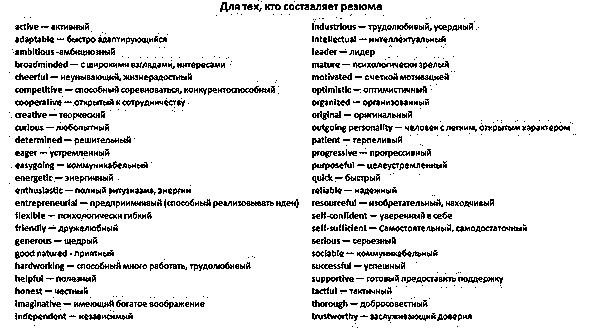 Для тех, кто составляет резюме
active — активный
adaptable — быстро адаптирующийся
ambitious -амбициозный
broadminded — с широкими взглядами, интересами
cheerful — неунывающий, жизнерадостный
competitive — способный соревноваться, конкурентоспособный
cooperative — открытый к сотрудничеству
creative — творческий
curious — любопытный
determined — решительный
eager — устремленный
easygoing — коммуникабельный
energetic — энергичный
enthusiastic — полный энтузиазма, энергии
entrepreneurial — предприимчивый (способный реализовывать идеи)
flexible — психологически гибкий
friendly — дружелюбный
generous — щедрый
good natured - приятный
hardworking — способный много работать, трудолюбивый
helpful — полезный
honest — честный
imaginative — имеющий богатое воображение
independent — независимый
industrious — трудолюбивый, усердный
intellectual — интеллектуальный
leader — лидер
mature — психологически зрелый
motivated — с четкой мотивацией
optimistic — оптимистичный
organized — организованный
original — оригинальный
outgoing personality — человек с легким, открытым характером
patient — терпеливый
progressive — прогрессивный
purposeful — целеустремленный
quick — быстрый
reliable — надежный
resourceful — изобретательный, находчивый
self-confident — уверенный в себе
self-sufficient — Самостоятельный, самодостаточный
serious — серьезный
sociable — коммуникабельный
successful — успешный
supportive — готовый предоставить поддержку
tactful — тактичный
thorough — добросовестный
trustworthy — заслуживающий доверия